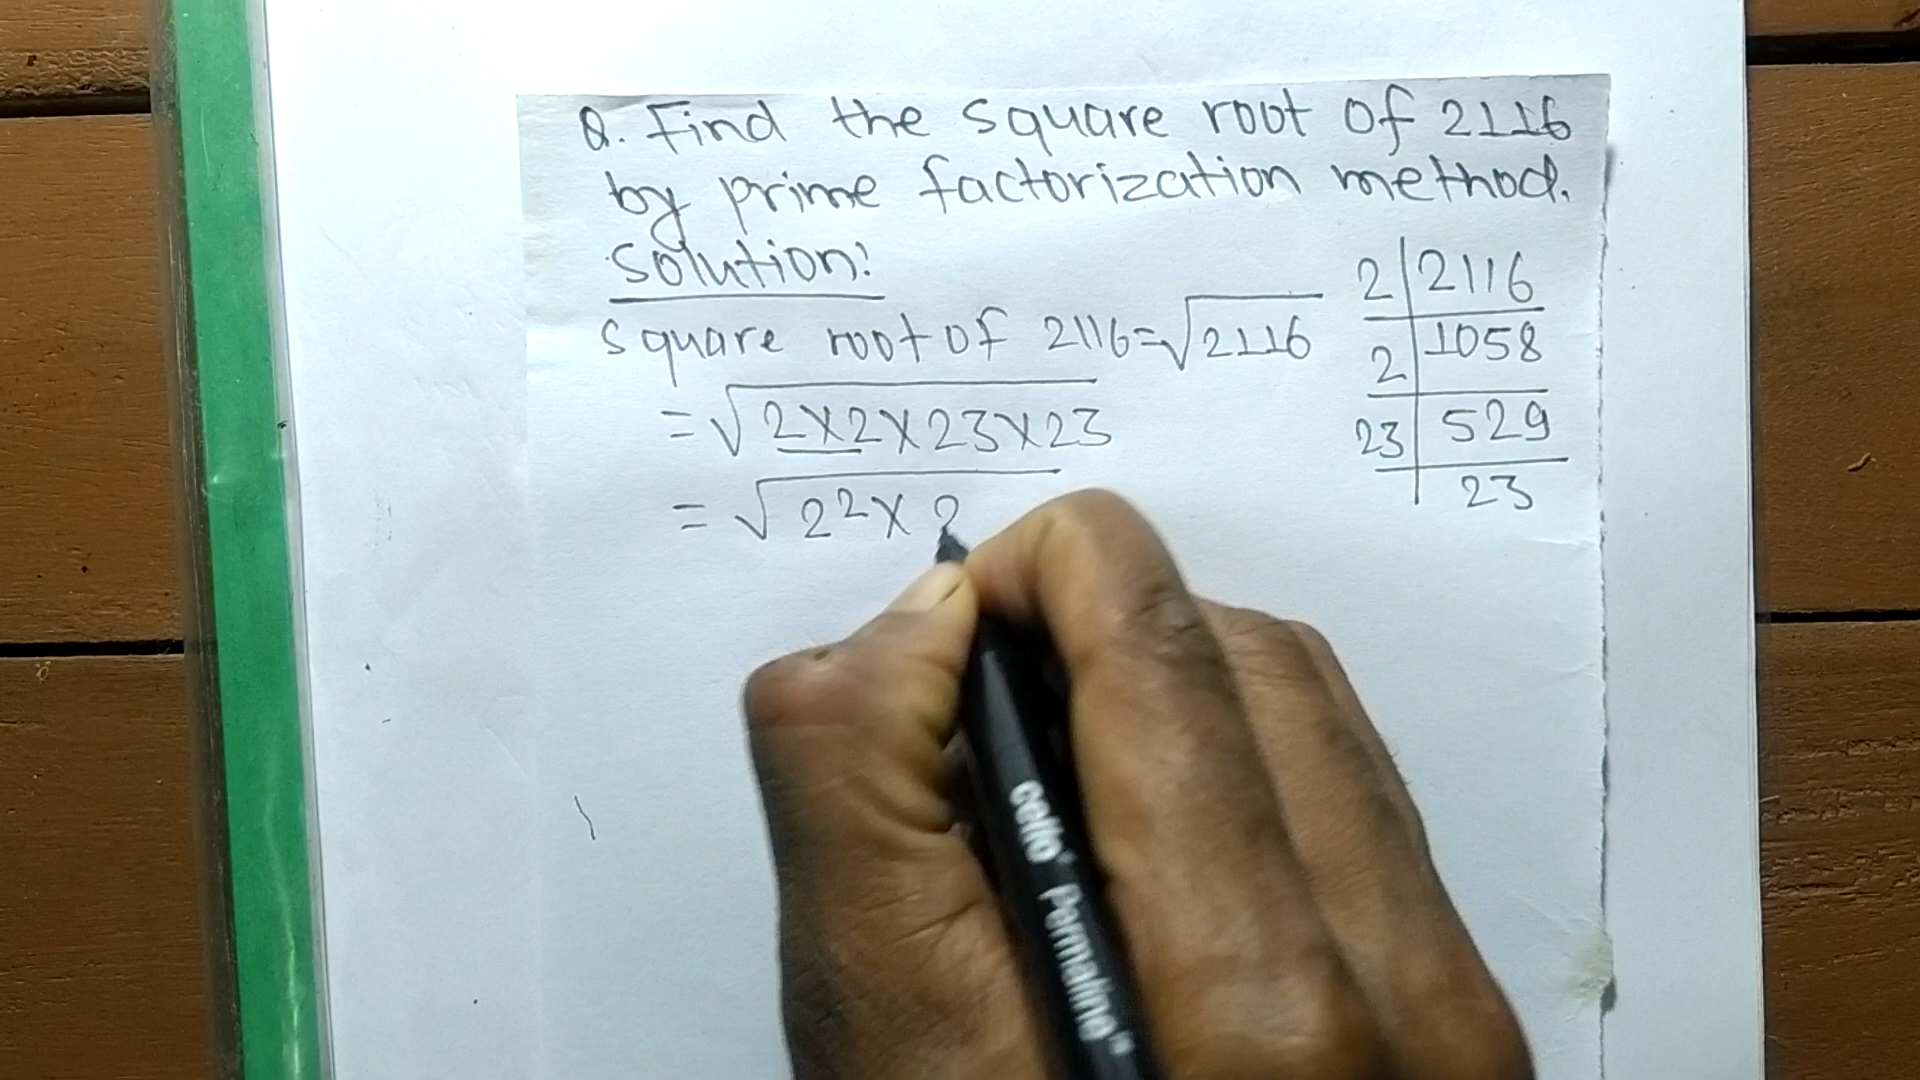 Q. Find the square root of 2116
by prime factorization method.
Solution:
square root of 2116=√2116
=√2×2×23×23
=√2²×2
2|2116
2|1058
23|529
23
cello Permaline™